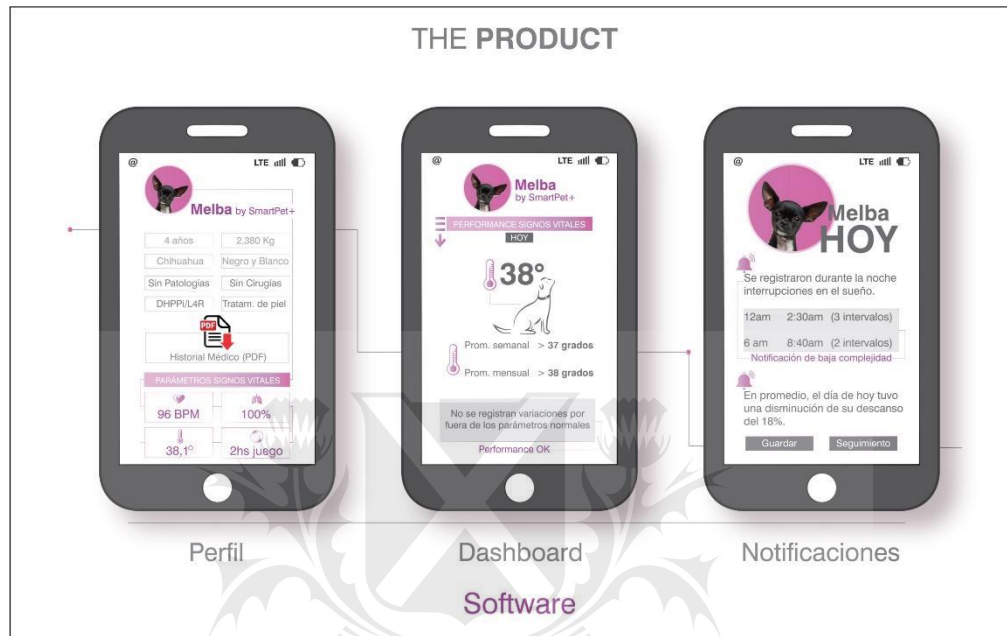 THE PRODUCT
@ LTE
Melba by SmartPet+
4 años 2,380 Kg
Chihuahua Negro y Blanco
Sin Patologías Sin Cirugías
DHPPi/L4R Tratam. de piel
PDF
Historial Médico (PDF)
PARÁMETROS SIGNOS VITALES
96 BPM 100%
38,1° 2hs juego
@ LTE
Melba
by SmartPet+
PERFORMANCE SIGNOS VITALES
HOY
38°
Prom. semanal > 37 grados
Prom. mensual > 38 grados
No se registran variaciones por
fuera de los parámetros normales
Performance OK
@ LTE
Melba
HOY
Se registraron durante la noche
interrupciones en el sueño.
12am 2:30am (3 intervalos)
6 am 8:40am (2 intervalos)
Notificación de baja complejidad
En promedio, el día de hoy tuvo
una disminución de su descanso
del 18%.
Guardar Seguimiento
Perfil Dashboard Notificaciones
Software